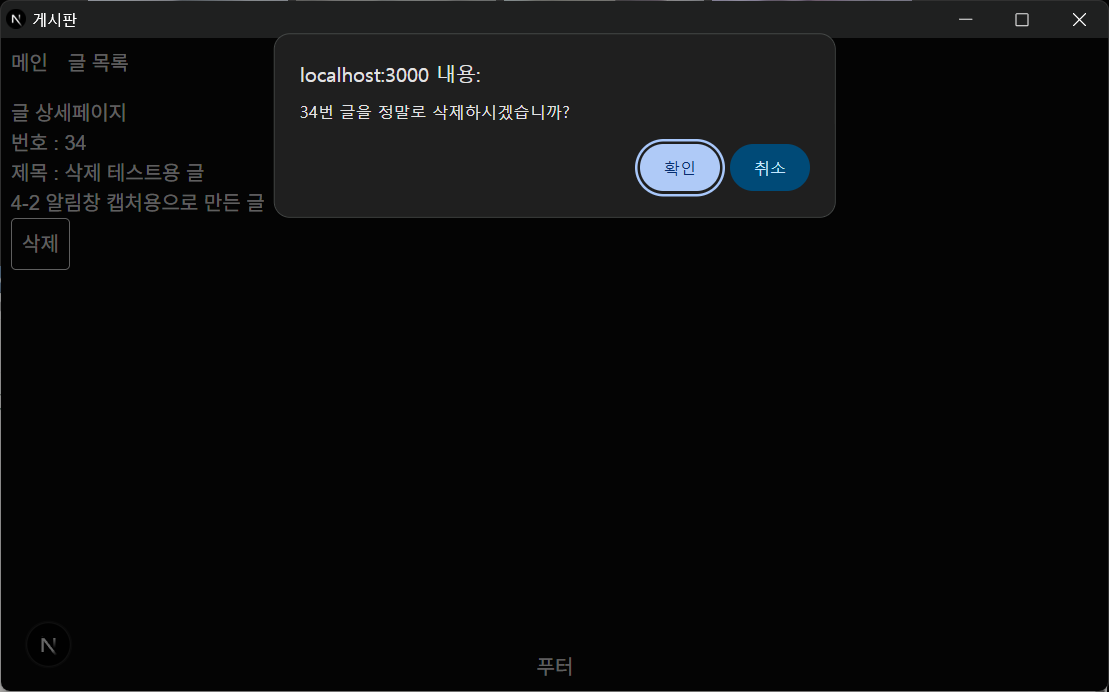 N 게시판
메인 글 목록
localhost:3000 내용:
34번 글을 정말로 삭제하시겠습니까?
확인 취소
글 상세페이지
번호 : 34
제목 : 삭제 테스트용 글
4-2 알림창 캡처용으로 만든 글
삭제
N
푸터